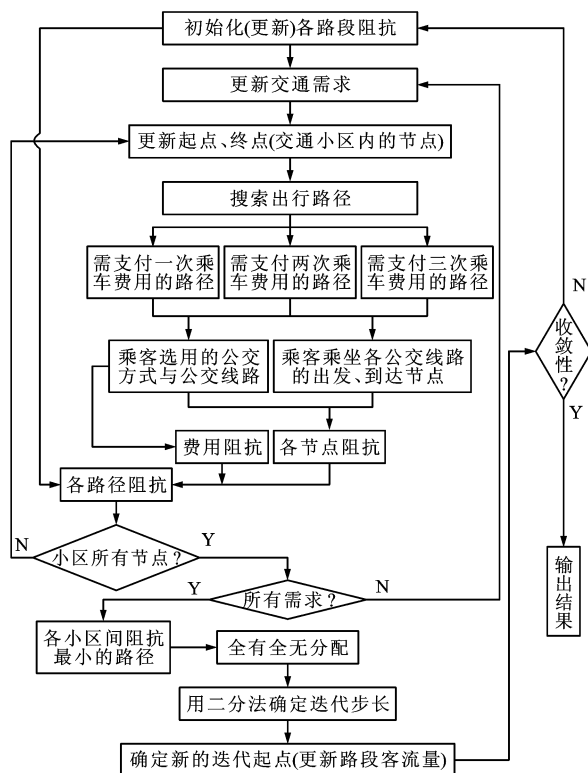 初始化(更新)各路段阻抗
更新交通需求
更新起点、终点(交通小区内的节点)
搜索出行路径
需支付一次乘
车费用的路径
需支付两次乘
车费用的路径
需支付三次乘
车费用的路径
乘客选用的公交
方式与公交线路
乘客乘坐各公交线路
的出发、到达节点
费用阻抗
各节点阻抗
各路径阻抗
小区所有节点?
N
Y
所有需求?
Y
N
各小区间阻抗
最小的路径
全有全无分配
用二分法确定迭代步长
确定新的迭代起点(更新路段客流量)
收敛性?
N
Y
输出结果